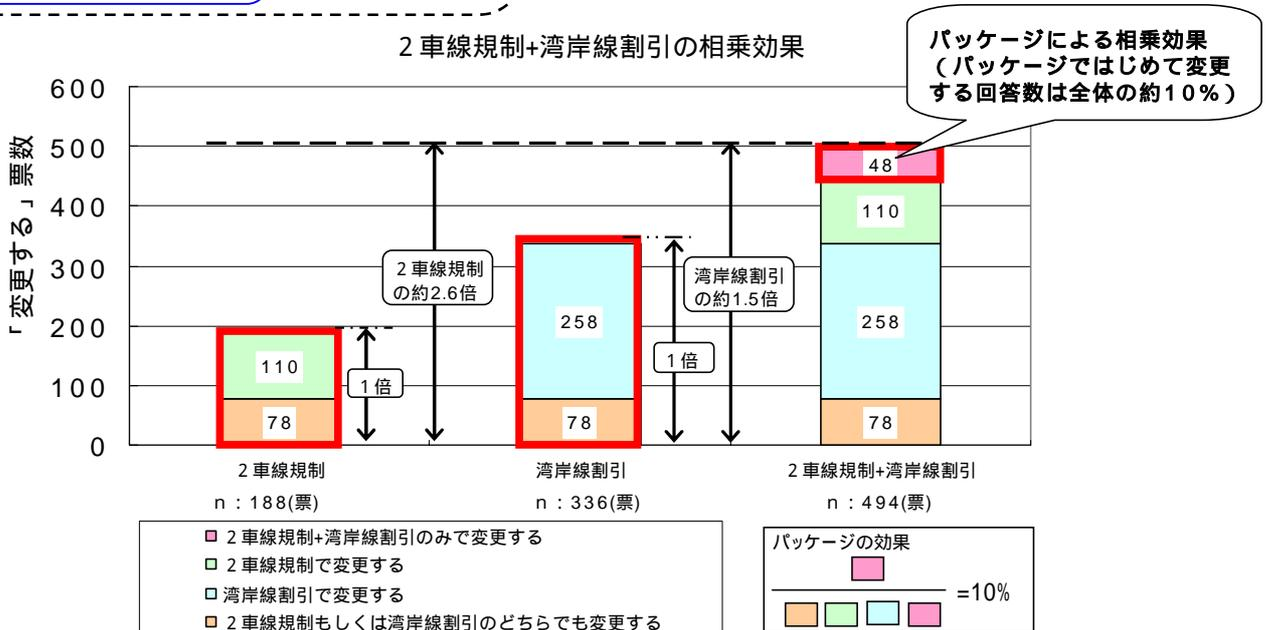 2車線規制+湾岸線割引の相乗効果
パッケージによる相乗効果
(パッケージではじめて変更
する回答数は全体の約10%)
「変更する」票数
600
500
400
300
200
100
0
110
78
1倍
2車線規制
の約2.6倍
258
78
1倍
湾岸線割引
の約1.5倍
48
110
258
78
2車線規制
湾岸線割引
2車線規制+湾岸線割引
n:188(票)
n:336(票)
n:494(票)
2車線規制+湾岸線割引のみで変更する
2車線規制で変更する
湾岸線割引で変更する
2車線規制もしくは湾岸線割引のどちらでも変更する
パッケージの効果
=10%